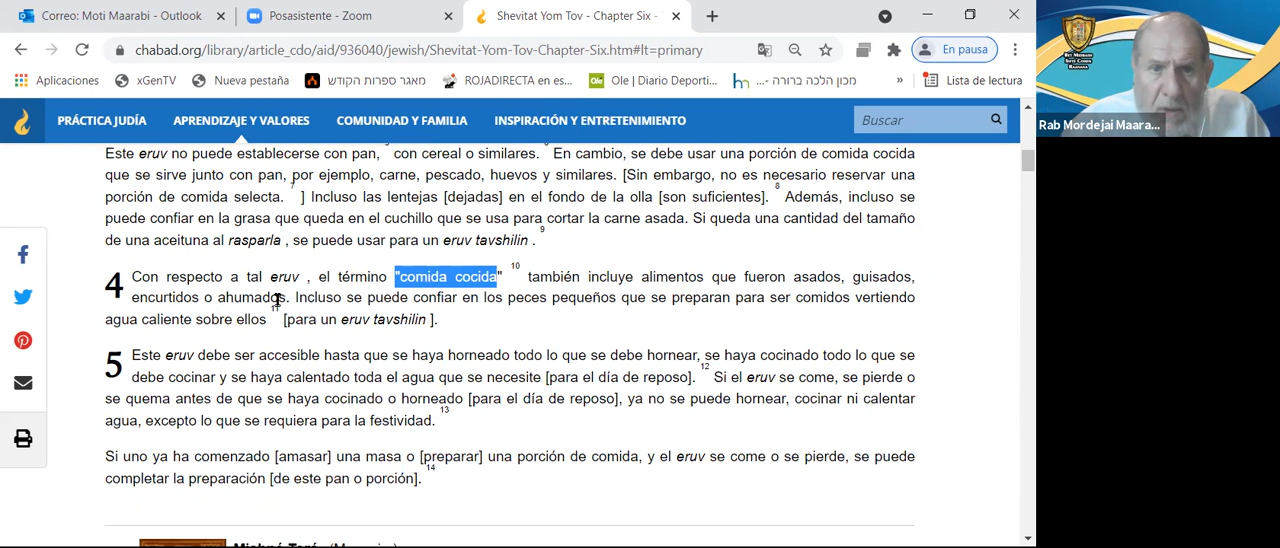 Correo: Moti Maarabi - Outlook
Posasistente - Zoom
Shevitat Yom Tov - Chapter Six -
chabad.org/library/article_cdo/aid/936040/jewish/Shevitat-Yom-Tov-Chapter-Six.htm#lt=primary
En pausa
Aplicaciones
xGenTV
Nueva pestaña
מאגר ספרות הקודש
ROJADIRECTA en es...
Ole | Diario Deporti...
מכון הלכה ברורה -...
»
Lista de lectura
PRÁCTICA JUDÍA
APRENDIZAJE Y VALORES
COMUNIDAD Y FAMILIA
INSPIRACIÓN Y ENTRETENIMIENTO
Buscar
Este eruv no puede establecerse con pan, con cereal o similares. En cambio, se debe usar una porción de comida cocida
que se sirve junto con pan, por ejemplo, carne, pescado, huevos y similares. [Sin embargo, no es necesario reservar una
porción de comida selecta. 7 ] Incluso las lentejas [dejadas] en el fondo de la olla [son suficientes]. 8 Además, incluso se
puede confiar en la grasa que queda en el cuchillo que se usa para cortar la carne asada. Si queda una cantidad del tamaño
de una aceituna al rasparla , se puede usar para un eruv tavshilin . 9
4 Con respecto a tal eruv , el término "comida cocida" 10 también incluye alimentos que fueron asados, guisados,
encurtidos o ahumados. Incluso se puede confiar en los peces pequeños que se preparan para ser comidos vertiendo
agua caliente sobre ellos 11 [para un eruv tavshilin ].
5 Este eruv debe ser accesible hasta que se haya horneado todo lo que se debe hornear, se haya cocinado todo lo que se
debe cocinar y se haya calentado toda el agua que se necesite [para el día de reposo]. 12 Si el eruv se come, se pierde o
se quema antes de que se haya cocinado o horneado [para el día de reposo], ya no se puede hornear, cocinar ni calentar
agua, excepto lo que se requiera para la festividad. 13
Si uno ya ha comenzado [amasar] una masa o [preparar] una porción de comida, y el eruv se come o se pierde, se puede
completar la preparación [de este pan o porción]. 14
Rab Mordejai Maara...